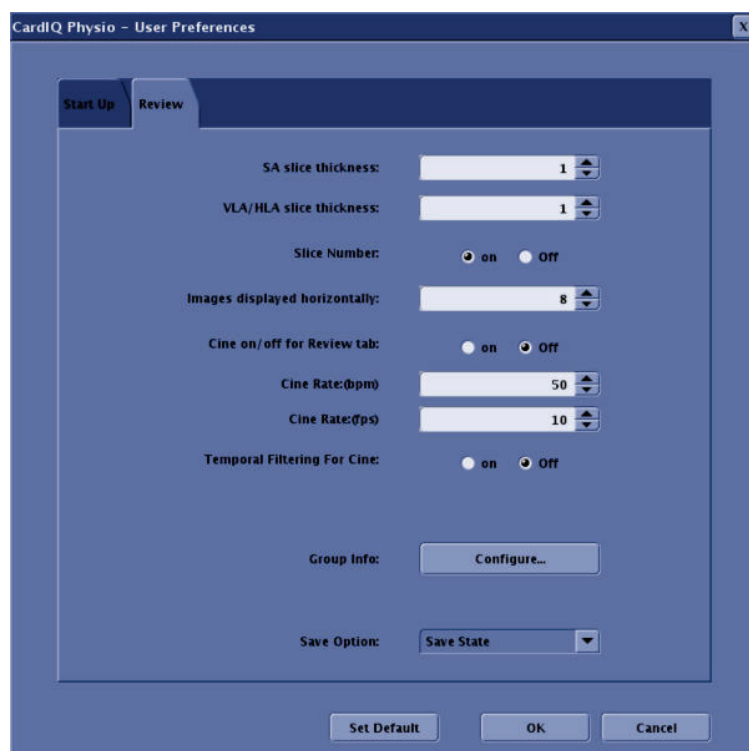 CardIQ Physio - User Preferences X
Start Up Review
SA slice thickness: 1
VLA/HLA slice thickness: 1
Slice Number: on Off
Images displayed horizontally: 8
Cine on/off for Review tab: on Off
Cine Rate:(bpm) 50
Cine Rate:(fps) 10
Temporal Filtering For Cine: on Off
Group Info: Configure...
Save Option: Save State
Set Default OK Cancel